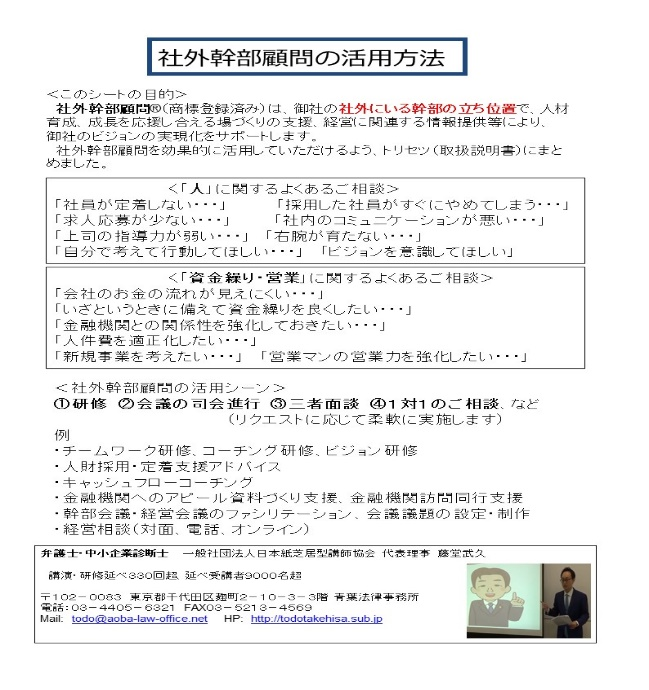 社外幹部顧問の活用方法
＜このシートの目的＞
社外幹部顧問®（商標登録済み）は、御社の社外にいる幹部の立ち位置で、人材
育成、成長を応援し合える場づくりの支援、経営に関連する情報提供等により、
御社のビジョンの実現化をサポートします。
社外幹部顧問を効果的に活用していただけるよう、トリセツ（取扱説明書）にまと
めました。
＜「人」に関するよくあるご相談＞
「社員が定着しない・・・」　「採用した社員がすぐにやめてしまう・・・」
「求人応募が少ない・・・」　「社内のコミュニケーションが悪い・・・」
「上司の指導力が弱い・・・」　「右腕が育たない・・・」
「自分で考えて行動してほしい・・・」　「ビジョンを意識してほしい」
＜「資金繰り・営業」に関するよくあるご相談＞
「会社のお金の流れが見えにくい・・・」
「いざというときに備えて資金繰りを良くしたい・・・」
「金融機関との関係性を強化しておきたい・・・」
「人件費を適正化したい・・・」
「新規事業を考えたい・・・」　「営業マンの営業力を強化したい・・・」
＜社外幹部顧問の活用シーン＞
①研修　②会議の司会進行　③三者面談　④１対１のご相談、など
（リクエストに応じて柔軟に実施します）
例
・チームワーク研修、コーチング研修、ビジョン研修
・人財採用・定着支援アドバイス
・キャッシュフローコーチング
・金融機関へのアピール資料づくり支援、金融機関訪問同行支援
・幹部会議・経営会議のファシリテーション、会議議題の設定・制作
・経営相談（対面、電話、オンライン）
弁護士・中小企業診断士　一般社団法人日本紙芝居型講師協会　代表理事　藤堂武久
講演・研修延べ３３０回超　延べ受講者９０００名超
〒１０２－００８３　東京都千代田区麹町２－１０－３－３階　青葉法律事務所
電話：０３－４４０５－６３２１　FAX０３－５２１３－４５６９
Mail: todo@aoba-law-office.net　HP: http://todotakehisa.sub.jp